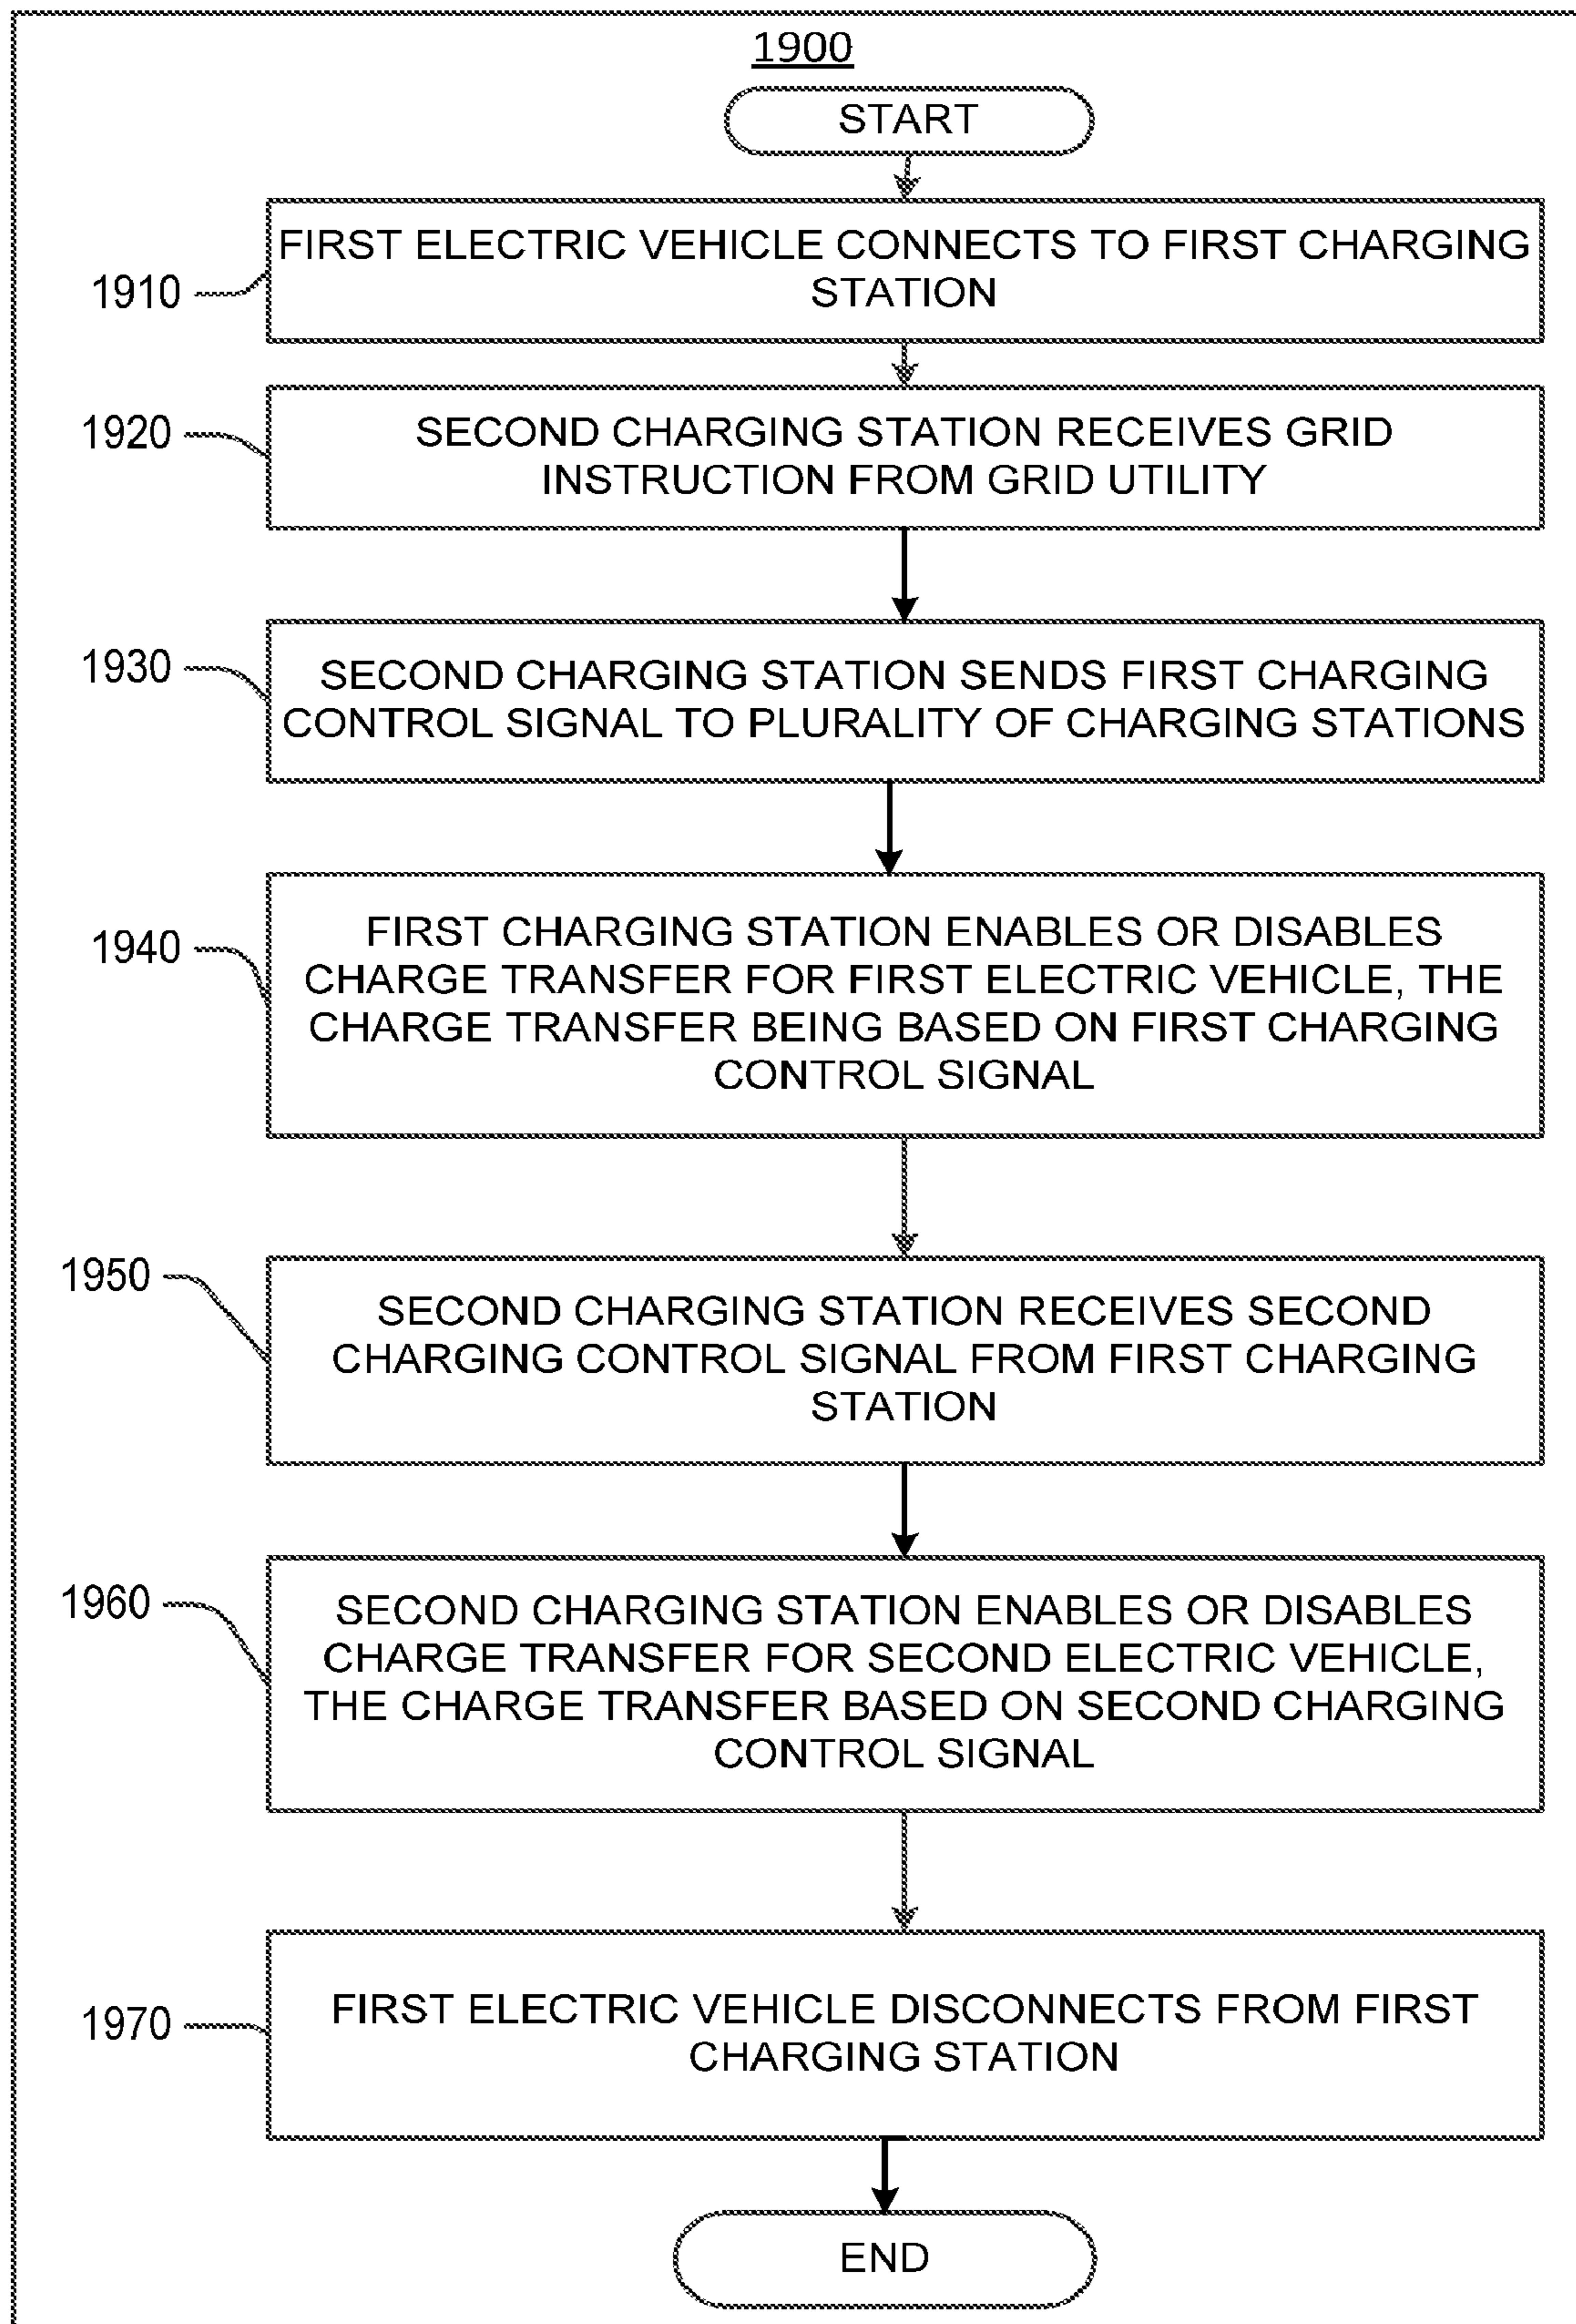 1900
START
FIRST ELECTRIC VEHICLE CONNECTS TO FIRST CHARGING
STATION
1910
1920
SECOND CHARGING STATION RECEIVES GRID
INSTRUCTION FROM GRID UTILITY
1930
SECOND CHARGING STATION SENDS FIRST CHARGING
CONTROL SIGNAL TO PLURALITY OF CHARGING STATIONS
1940
FIRST CHARGING STATION ENABLES OR DISABLES
CHARGE TRANSFER FOR FIRST ELECTRIC VEHICLE, THE
CHARGE TRANSFER BEING BASED ON FIRST CHARGING
CONTROL SIGNAL
1950
SECOND CHARGING STATION RECEIVES SECOND
CHARGING CONTROL SIGNAL FROM FIRST CHARGING
STATION
1960
SECOND CHARGING STATION ENABLES OR DISABLES
CHARGE TRANSFER FOR SECOND ELECTRIC VEHICLE,
THE CHARGE TRANSFER BASED ON SECOND CHARGING
CONTROL SIGNAL
1970
FIRST ELECTRIC VEHICLE DISCONNECTS FROM FIRST
CHARGING STATION
END